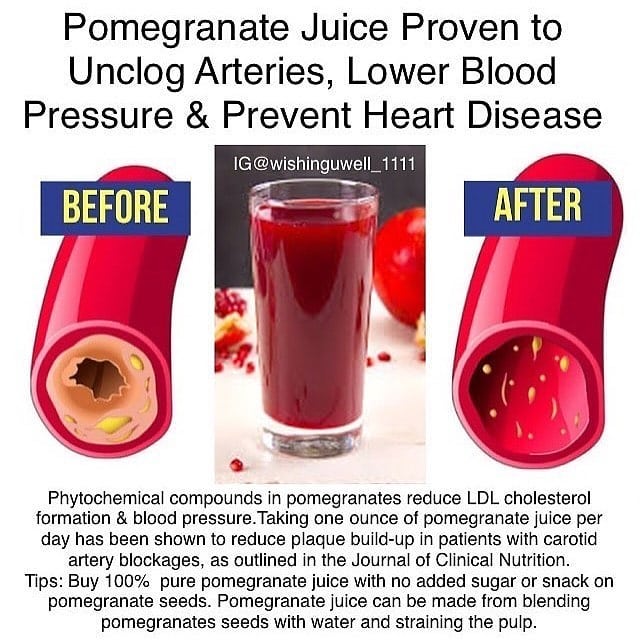 Pomegranate Juice Proven to
Unclog Arteries, Lower Blood
Pressure & Prevent Heart Disease
IG@wishinguwell_1111
BEFORE
AFTER
Phytochemical compounds in pomegranates reduce LDL cholesterol
formation & blood pressure.Taking one ounce of pomegranate juice per
day has been shown to reduce plaque build-up in patients with carotid
artery blockages, as outlined in the Journal of Clinical Nutrition.
Tips: Buy 100% pure pomegranate juice with no added sugar or snack on
pomegranate seeds. Pomegranate juice can be made from blending
pomegranates seeds with water and straining the pulp.